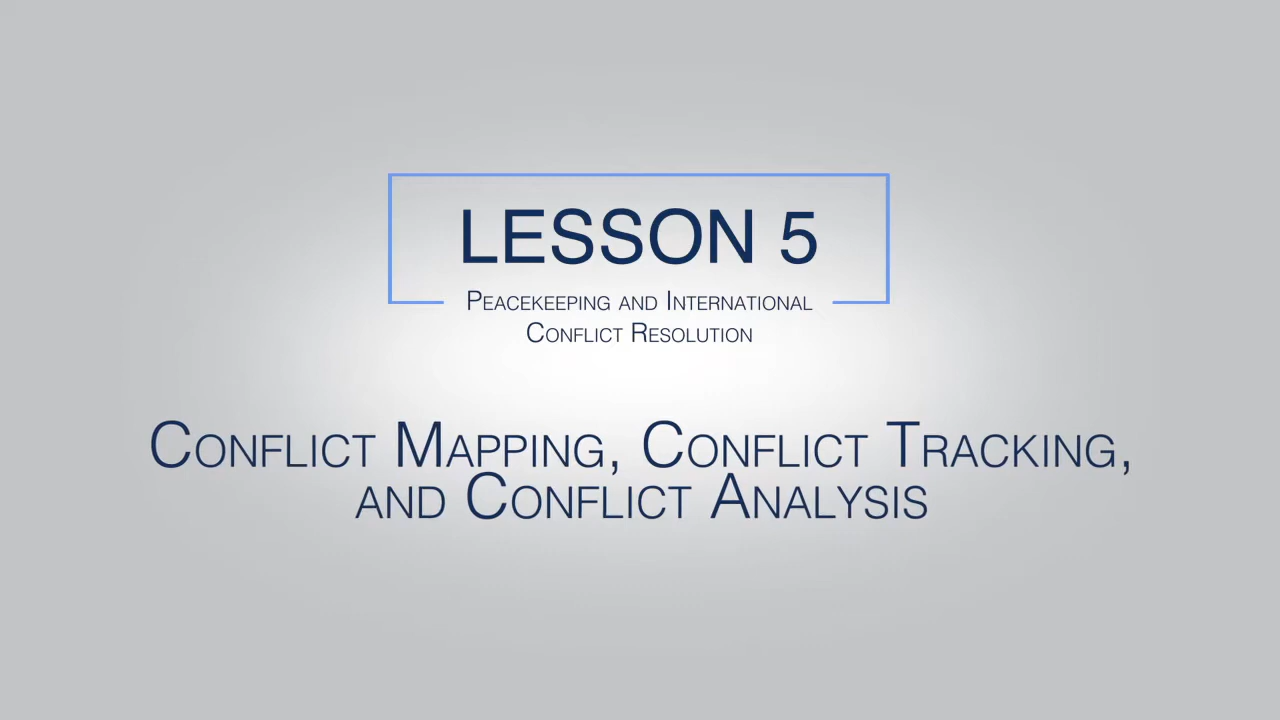 LESSON 5
Peacekeeping and International
Conflict Resolution
Conflict Mapping, Conflict Tracking,
and Conflict Analysis